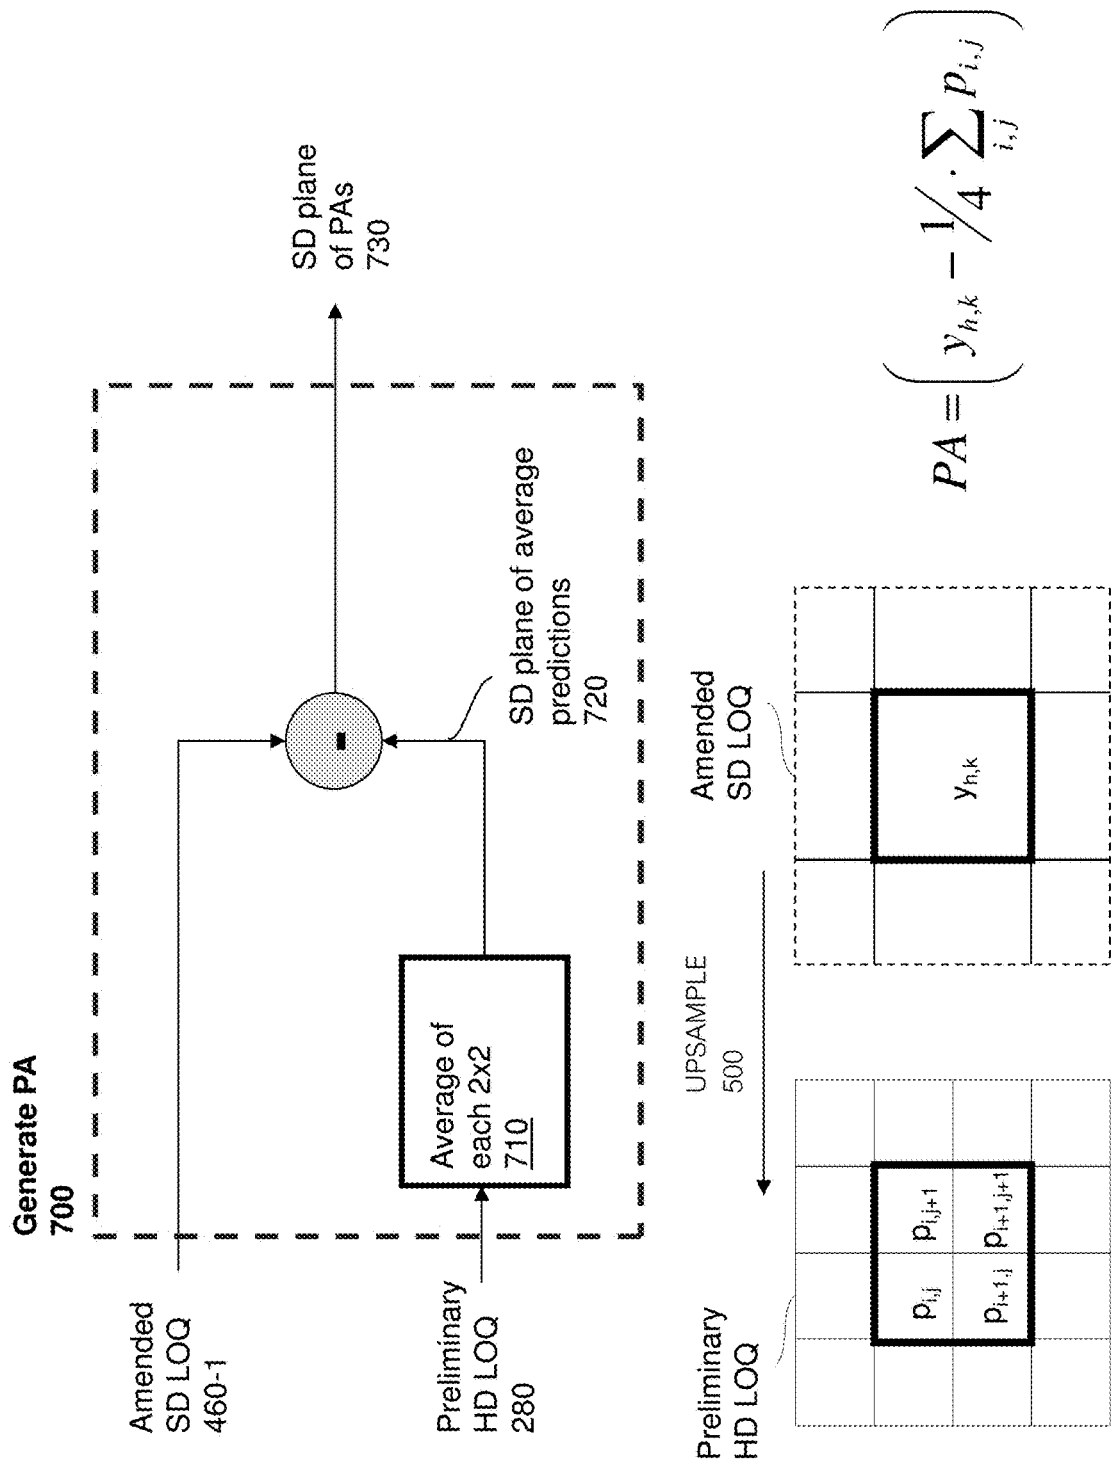 Generate PA
700
Amended
SD LOQ
460-1
Preliminary
HD LOQ
280
Average of
each 2x2
710
-
SD plane of average
predictions
720
SD plane
of PAs
730
Preliminary
HD LOQ
p_{i,j} p_{i,j+1}
p_{i+1,j} p_{i+1,j+1}
UPSAMPLE
500
Amended
SD LOQ
y_{h,k}
PA = ( y_{h,k} − 1/4 · ∑_{i,j} p_{i,j} )